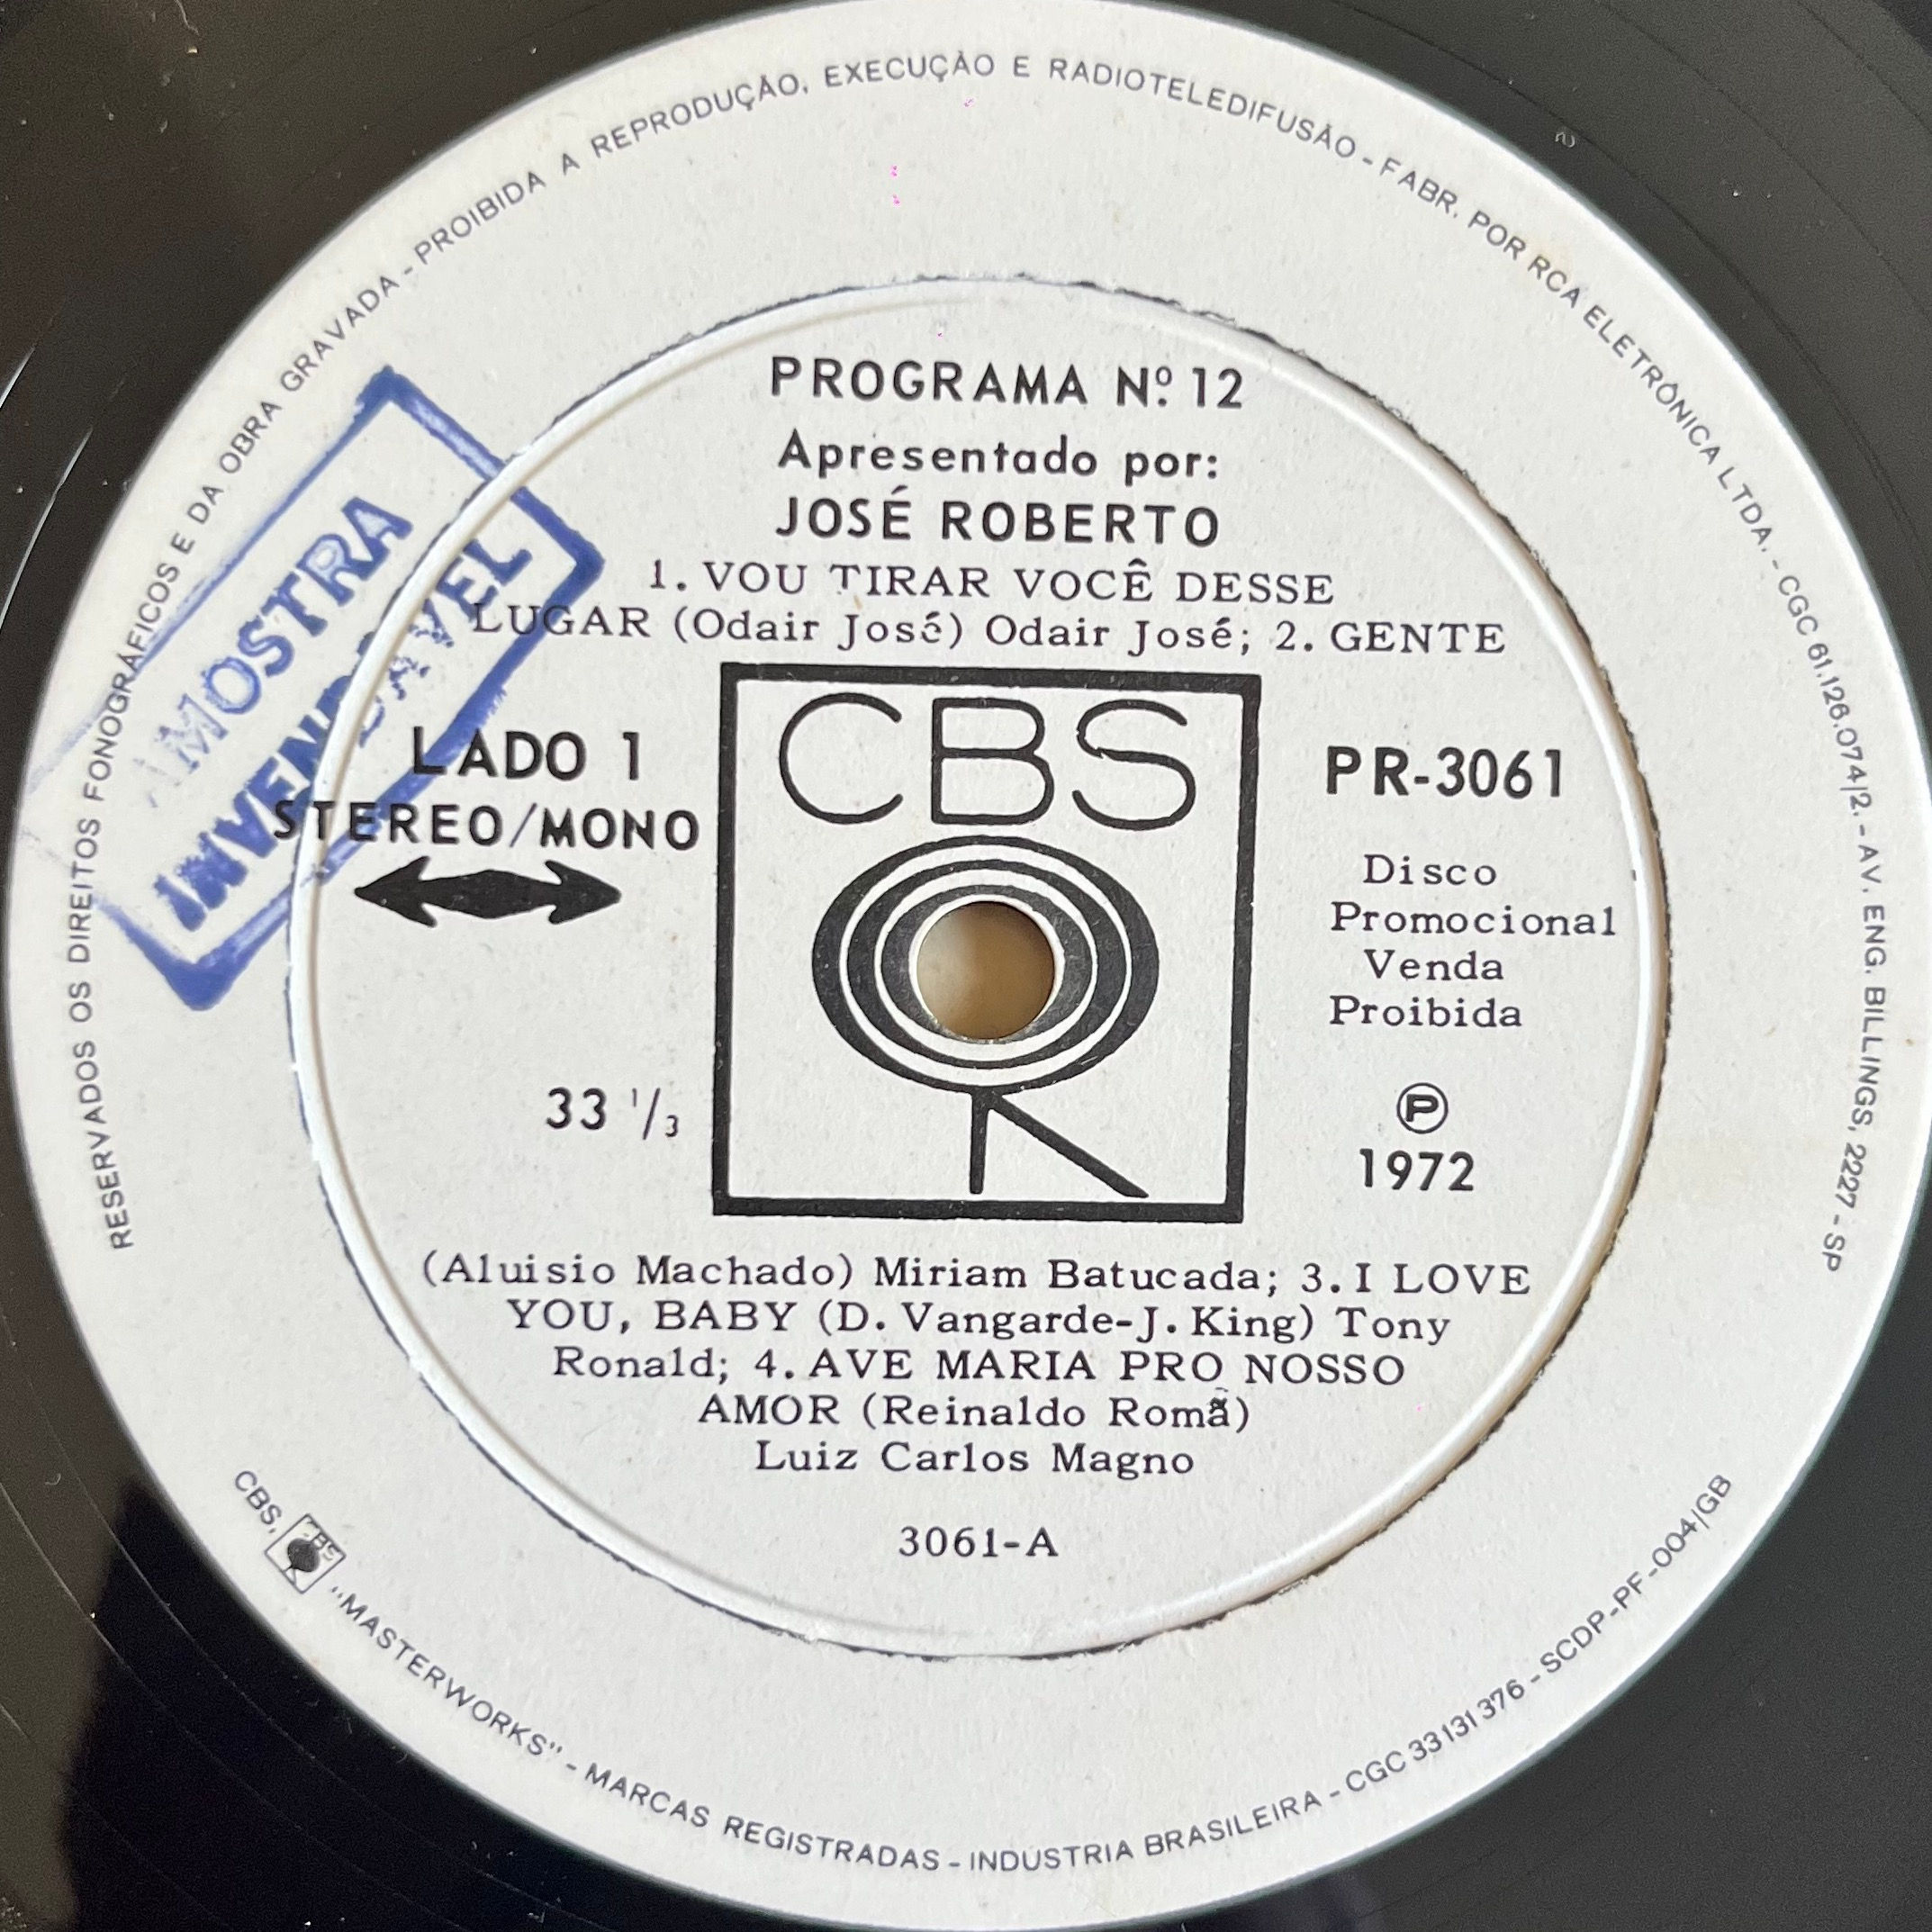 RESERVADOS OS DIREITOS FONOGRÁFICOS E DA OBRA GRAVADA - PROIBIDA A REPRODUÇÃO, EXECUÇÃO E RADIOTELEDIFUSÃO - FABR. POR RCA ELETRÔNICA LTDA. - CGC 61.126.074/2. - AV. ENG. BILLINGS, 2227 - SP
PROGRAMA Nº 12
Apresentado por:
JOSÉ ROBERTO
1. VOU TIRAR VOCÊ DESSE
LUGAR (Odair José) Odair José; 2. GENTE
AMOSTRA
INVENDAVEL
CBS
LADO 1
STEREO/MONO
33 1/3
PR-3061
Disco
Promocional
Venda
Proibida
Ⓟ
1972
(Aluisio Machado) Miriam Batucada; 3. I LOVE
YOU, BABY (D. Vangarde-J. King) Tony
Ronald; 4. AVE MARIA PRO NOSSO
AMOR (Reinaldo Romã)
Luiz Carlos Magno
3061-A
CBS, CBS "MASTERWORKS" - MARCAS REGISTRADAS - INDÚSTRIA BRASILEIRA - CGC 33131376 - SCDP-PF-004/GB